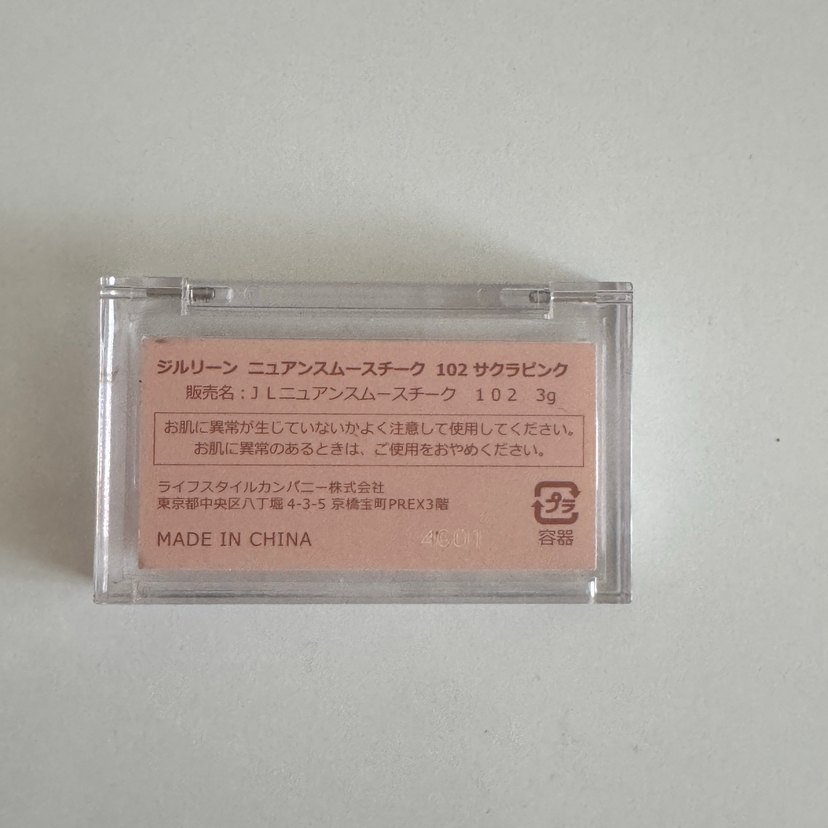 ジルリーン ニュアンスムースチーク 102 サクラピンク
販売名：ＪＬニュアンスムースチーク　１０２　3g
お肌に異常が生じていないかよく注意して使用してください。
お肌に異常のあるときは、ご使用をおやめください。
ライフスタイルカンパニー株式会社
東京都中央区八丁堀 4-3-5 京橋宝町PREX3階
プラ
容器
MADE IN CHINA